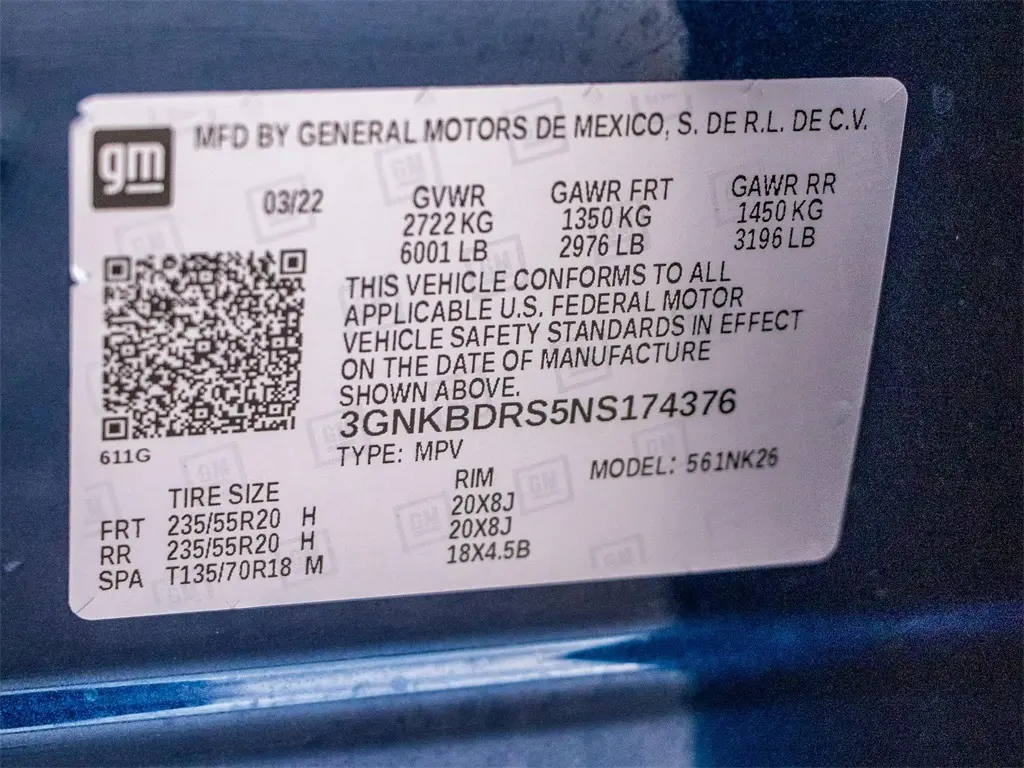 gm
MFD BY GENERAL MOTORS DE MEXICO, S. DE R.L. DE C.V.
03/22 GVWR GAWR FRT GAWR RR
2722 KG 1350 KG 1450 KG
6001 LB 2976 LB 3196 LB
THIS VEHICLE CONFORMS TO ALL
APPLICABLE U.S. FEDERAL MOTOR
VEHICLE SAFETY STANDARDS IN EFFECT
ON THE DATE OF MANUFACTURE
SHOWN ABOVE.
3GNKBDRS5NS174376
611G
TYPE: MPV MODEL: 561NK26
TIRE SIZE RIM
FRT 235/55R20 H 20X8J
RR 235/55R20 H 20X8J
SPA T135/70R18 M 18X4.5B